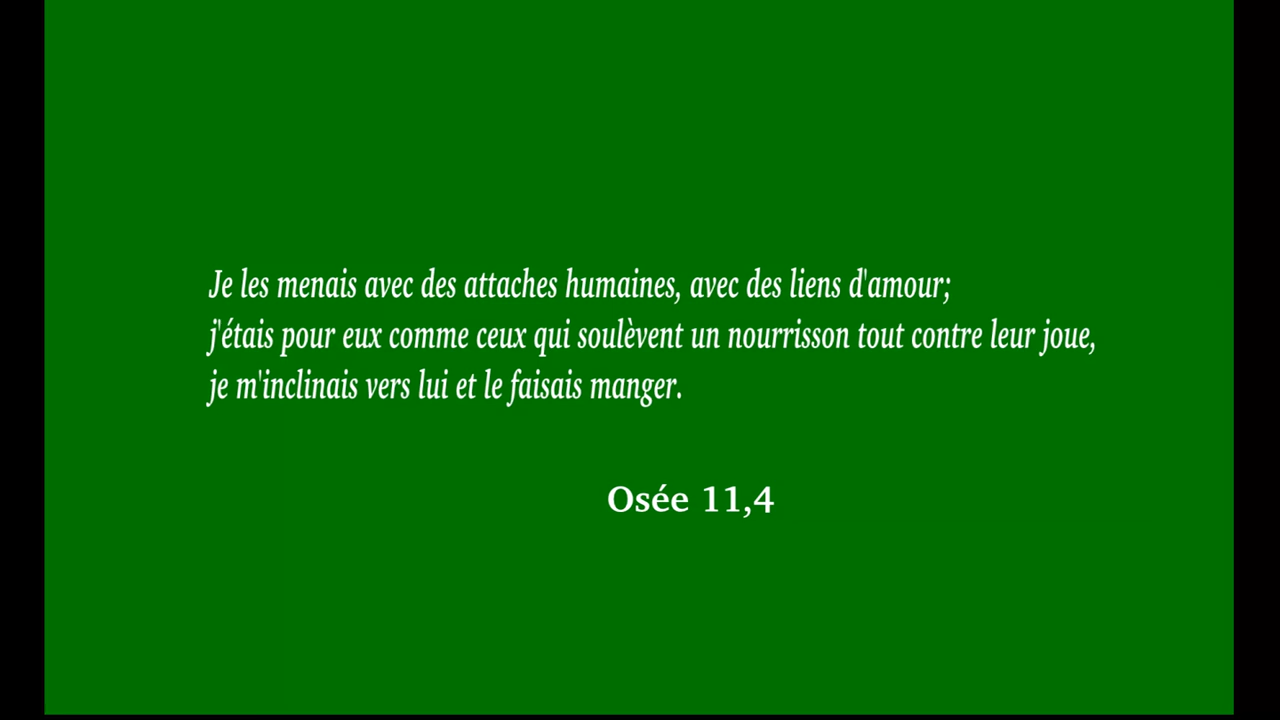 Je les menais avec des attaches humaines, avec des liens d'amour;
j'étais pour eux comme ceux qui soulèvent un nourrisson tout contre leur joue,
je m'inclinais vers lui et le faisais manger.
Osée 11,4